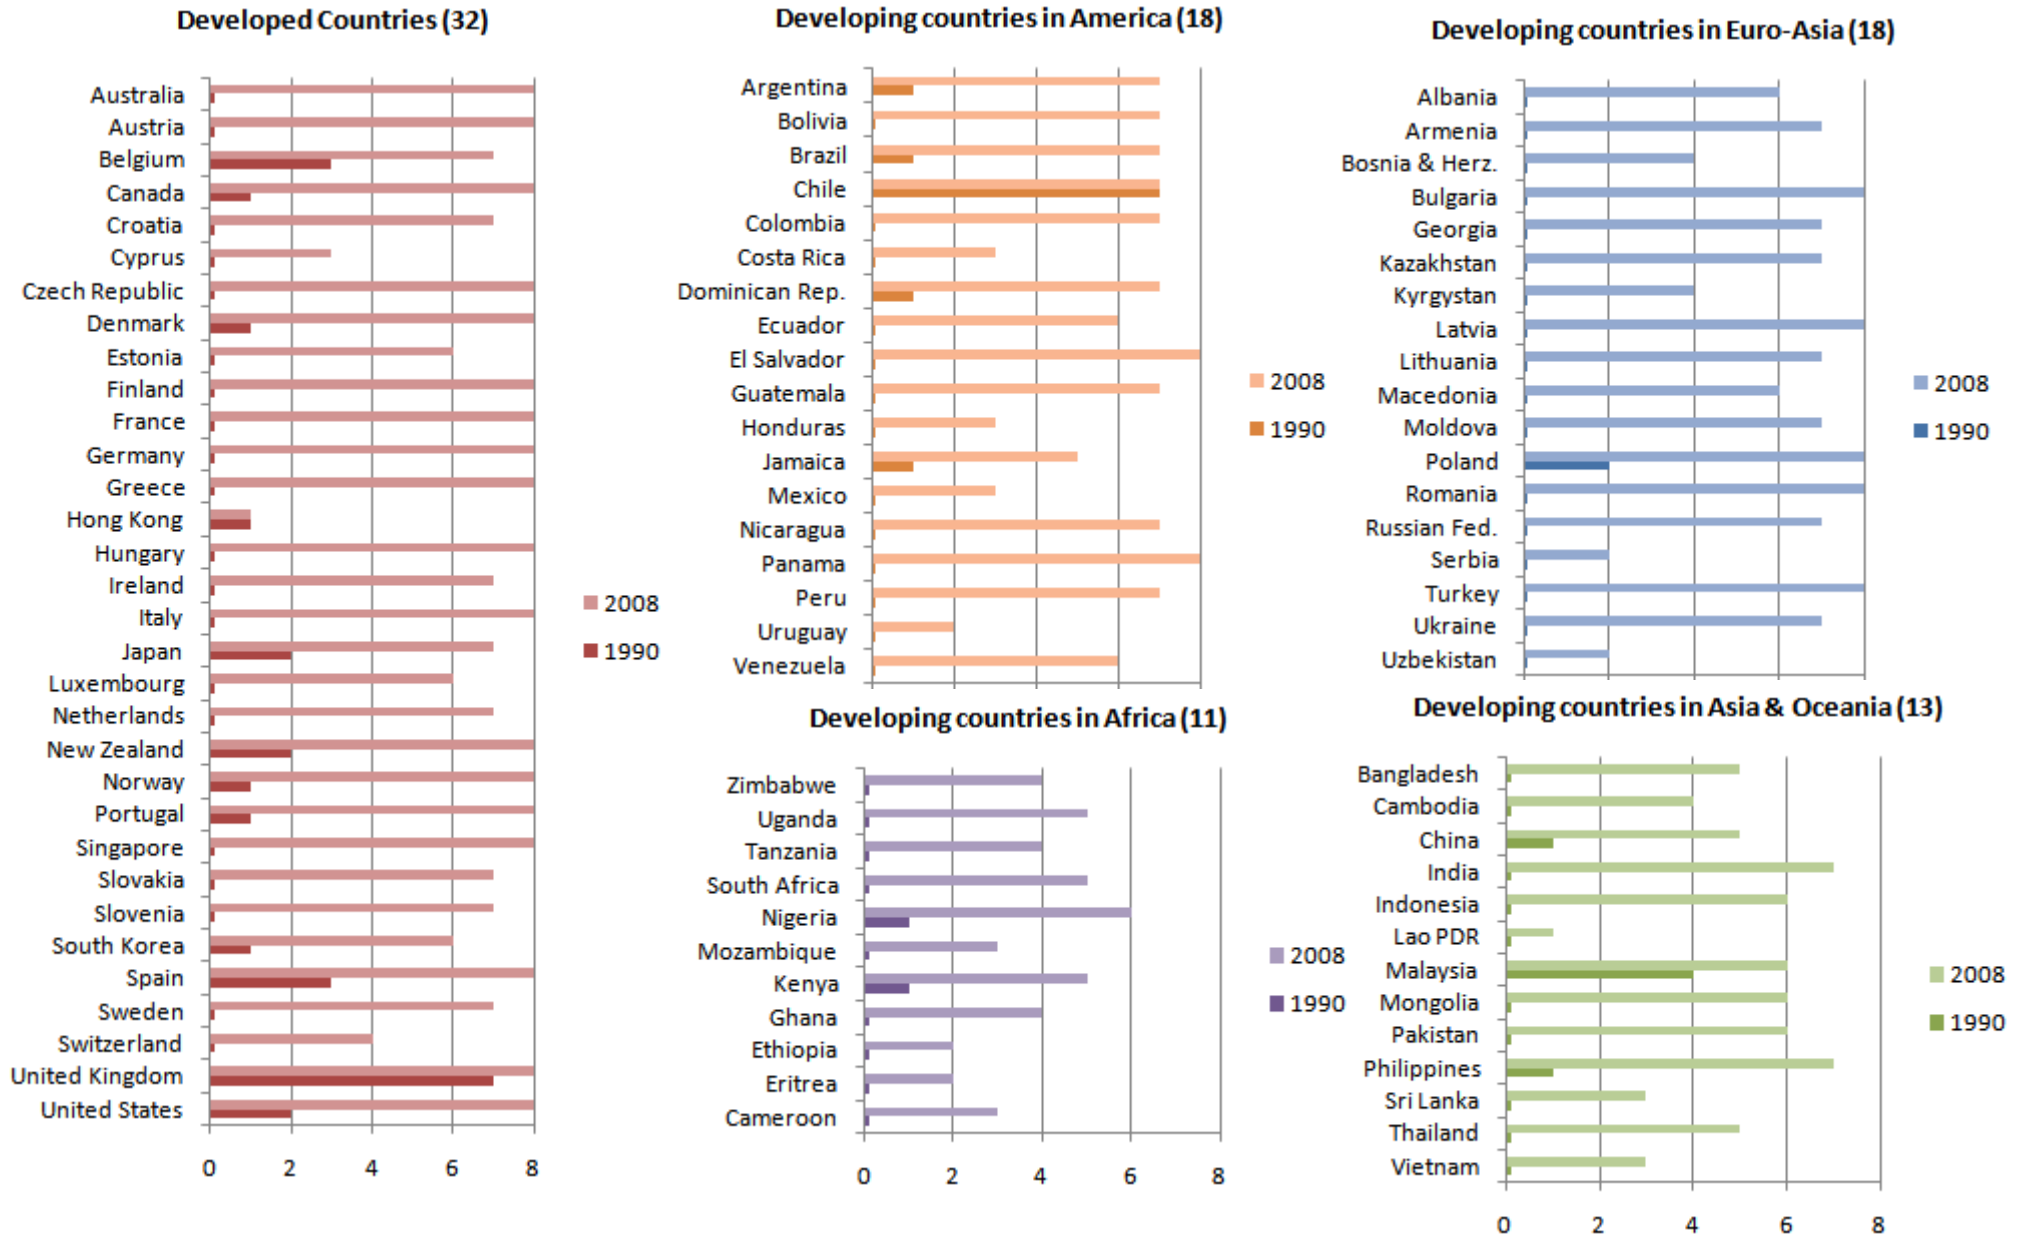 Developed Countries (32)
Australia
Austria
Belgium
Canada
Croatia
Cyprus
Czech Republic
Denmark
Estonia
Finland
France
Germany
Greece
Hong Kong
Hungary
Ireland
Italy
Japan
Luxembourg
Netherlands
New Zealand
Norway
Portugal
Singapore
Slovakia
Slovenia
South Korea
Spain
Sweden
Switzerland
United Kingdom
United States
0 2 4 6 8
2008
1990
Developing countries in America (18)
Argentina
Bolivia
Brazil
Chile
Colombia
Costa Rica
Dominican Rep.
Ecuador
El Salvador
Guatemala
Honduras
Jamaica
Mexico
Nicaragua
Panama
Peru
Uruguay
Venezuela
2008
1990
Developing countries in Euro-Asia (18)
Albania
Armenia
Bosnia & Herz.
Bulgaria
Georgia
Kazakhstan
Kyrgystan
Latvia
Lithuania
Macedonia
Moldova
Poland
Romania
Russian Fed.
Serbia
Turkey
Ukraine
Uzbekistan
2008
1990
Developing countries in Africa (11)
Zimbabwe
Uganda
Tanzania
South Africa
Nigeria
Mozambique
Kenya
Ghana
Ethiopia
Eritrea
Cameroon
0 2 4 6 8
2008
1990
Developing countries in Asia & Oceania (13)
Bangladesh
Cambodia
China
India
Indonesia
Lao PDR
Malaysia
Mongolia
Pakistan
Philippines
Sri Lanka
Thailand
Vietnam
0 2 4 6 8
2008
1990